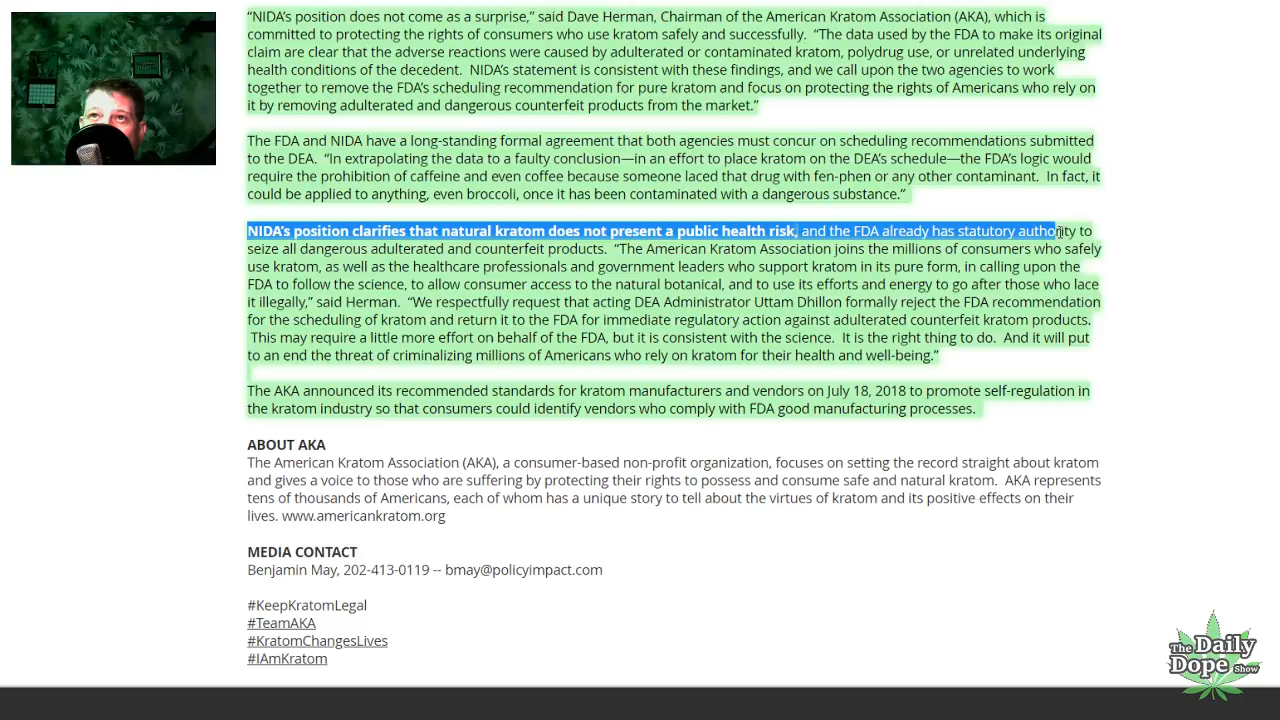 “NIDA’s position does not come as a surprise,” said Dave Herman, Chairman of the American Kratom Association (AKA), which is
committed to protecting the rights of consumers who use kratom safely and successfully.  “The data used by the FDA to make its original
claim are clear that the adverse reactions were caused by adulterated or contaminated kratom, polydrug use, or unrelated underlying
health conditions of the decedent.  NIDA’s statement is consistent with these findings, and we call upon the two agencies to work
together to remove the FDA’s scheduling recommendation for pure kratom and focus on protecting the rights of Americans who rely on
it by removing adulterated and dangerous counterfeit products from the market.”
The FDA and NIDA have a long-standing formal agreement that both agencies must concur on scheduling recommendations submitted
to the DEA.  “In extrapolating the data to a faulty conclusion—in an effort to place kratom on the DEA’s schedule—the FDA’s logic would
require the prohibition of caffeine and even coffee because someone laced that drug with fen-phen or any other contaminant.  In fact, it
could be applied to anything, even broccoli, once it has been contaminated with a dangerous substance.”
NIDA’s position clarifies that natural kratom does not present a public health risk, and the FDA already has statutory authority to
seize all dangerous adulterated and counterfeit products.  “The American Kratom Association joins the millions of consumers who safely
use kratom, as well as the healthcare professionals and government leaders who support kratom in its pure form, in calling upon the
FDA to follow the science, to allow consumer access to the natural botanical, and to use its efforts and energy to go after those who lace
it illegally,” said Herman.  “We respectfully request that acting DEA Administrator Uttam Dhillon formally reject the FDA recommendation
for the scheduling of kratom and return it to the FDA for immediate regulatory action against adulterated counterfeit kratom products.
This may require a little more effort on behalf of the FDA, but it is consistent with the science.  It is the right thing to do.  And it will put
to an end the threat of criminalizing millions of Americans who rely on kratom for their health and well-being.”
The AKA announced its recommended standards for kratom manufacturers and vendors on July 18, 2018 to promote self-regulation in
the kratom industry so that consumers could identify vendors who comply with FDA good manufacturing processes.
ABOUT AKA
The American Kratom Association (AKA), a consumer-based non-profit organization, focuses on setting the record straight about kratom
and gives a voice to those who are suffering by protecting their rights to possess and consume safe and natural kratom.  AKA represents
tens of thousands of Americans, each of whom has a unique story to tell about the virtues of kratom and its positive effects on their
lives. www.americankratom.org
MEDIA CONTACT
Benjamin May, 202-413-0119 -- bmay@policyimpact.com
#KeepKratomLegal
#TeamAKA
#KratomChangesLives
#IAmKratom
The Daily
Dope Show